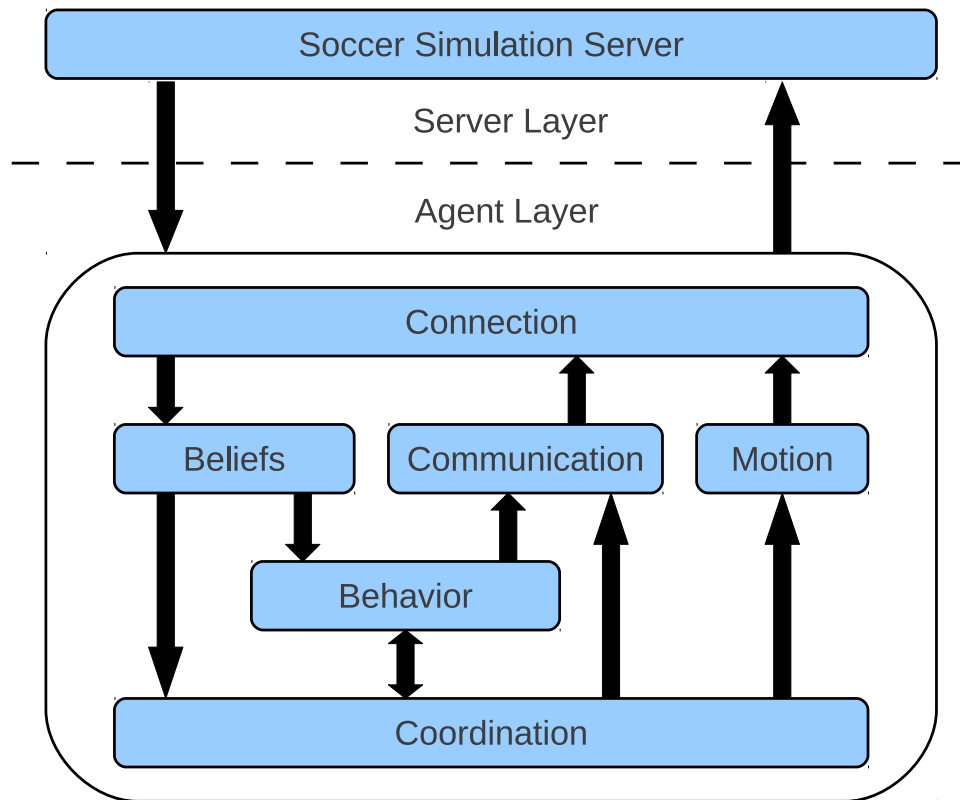 Soccer Simulation Server
Server Layer
Agent Layer
Connection
Beliefs
Communication
Motion
Behavior
Coordination